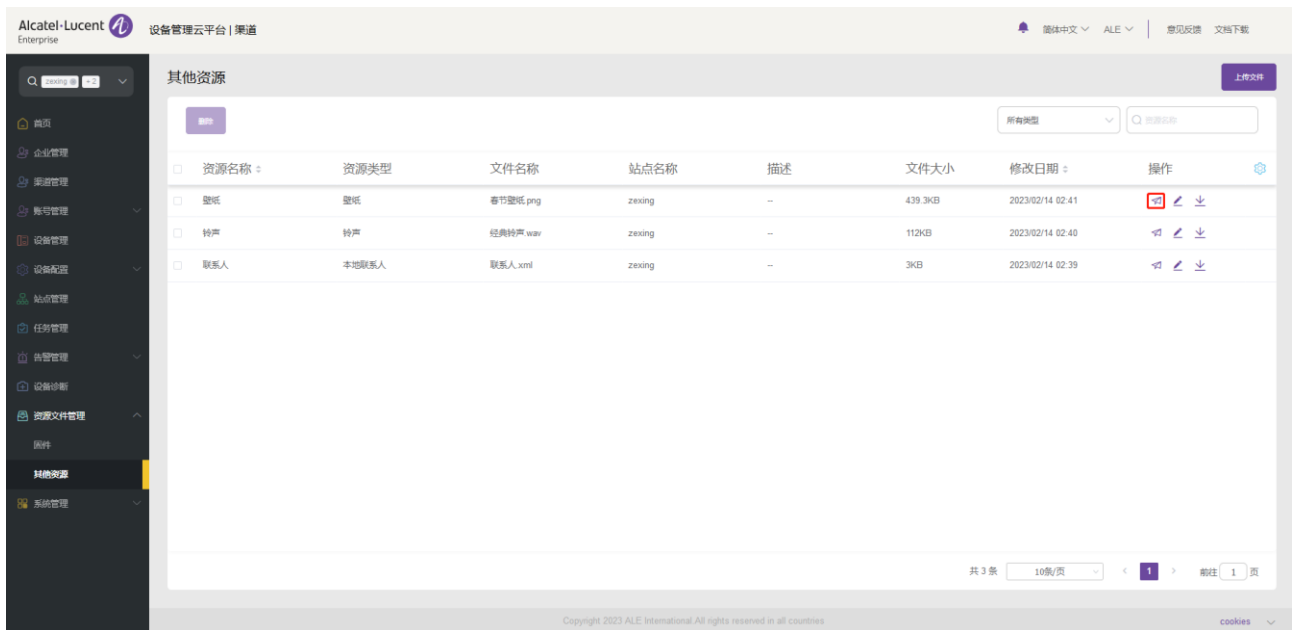 Alcatel·Lucent
Enterprise
设备管理云平台 | 渠道
简体中文 ALE 意见反馈 文档下载
zexing + 2
其他资源
上传文件
首页
企业管理
渠道管理
账号管理
设备管理
设备配置
站点管理
任务管理
告警管理
设备诊断
资源文件管理
固件
其他资源
系统管理
删除
所有类型
资源名称
资源名称 资源类型 文件名称 站点名称 描述 文件大小 修改日期 操作
壁纸 壁纸 春节壁纸.png zexing -- 439.3KB 2023/02/14 02:41
铃声 铃声 经典铃声.wav zexing -- 112KB 2023/02/14 02:40
联系人 本地联系人 联系人.xml zexing -- 3KB 2023/02/14 02:39
共 3 条 10条/页 < 1 > 前往 1 页
Copyright 2023 ALE International.All rights reserved in all countries
cookies